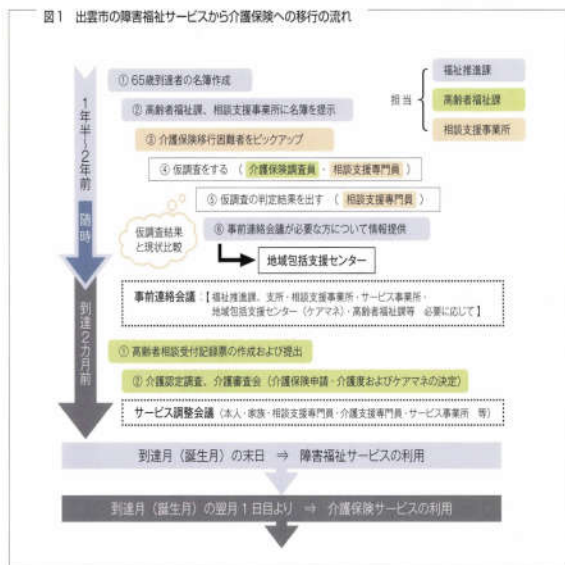 図1 出雲市の障害福祉サービスから介護保険への移行の流れ
担当
福祉推進課
高齢者福祉課
相談支援事業所
1年半〜2年前
随時
① 65歳到達者の名簿作成
② 高齢者福祉課、相談支援事業所に名簿を提示
③ 介護保険移行困難者をピックアップ
④ 仮調査をする(介護保険調査員・相談支援専門員)
⑤ 仮調査の判定結果を出す(相談支援専門員)
仮調査結果
と現状比較
⑥ 事前連絡会議が必要な方について情報提供
地域包括支援センター
事前連絡会議:【福祉推進課、支所・相談支援事業所・サービス事業所・
地域包括支援センター(ケアマネ)・高齢者福祉課等 必要に応じて】
到達2カ月前
① 高齢者相談受付記録票の作成および提出
② 介護認定調査、介護審査会(介護保険申請・介護度およびケアマネの決定)
サービス調整会議(本人・家族・相談支援専門員・介護支援専門員・サービス事業所 等)
到達月(誕生月)の末日 ⇒ 障害福祉サービスの利用
到達月(誕生月)の翌月1日目より ⇒ 介護保険サービスの利用